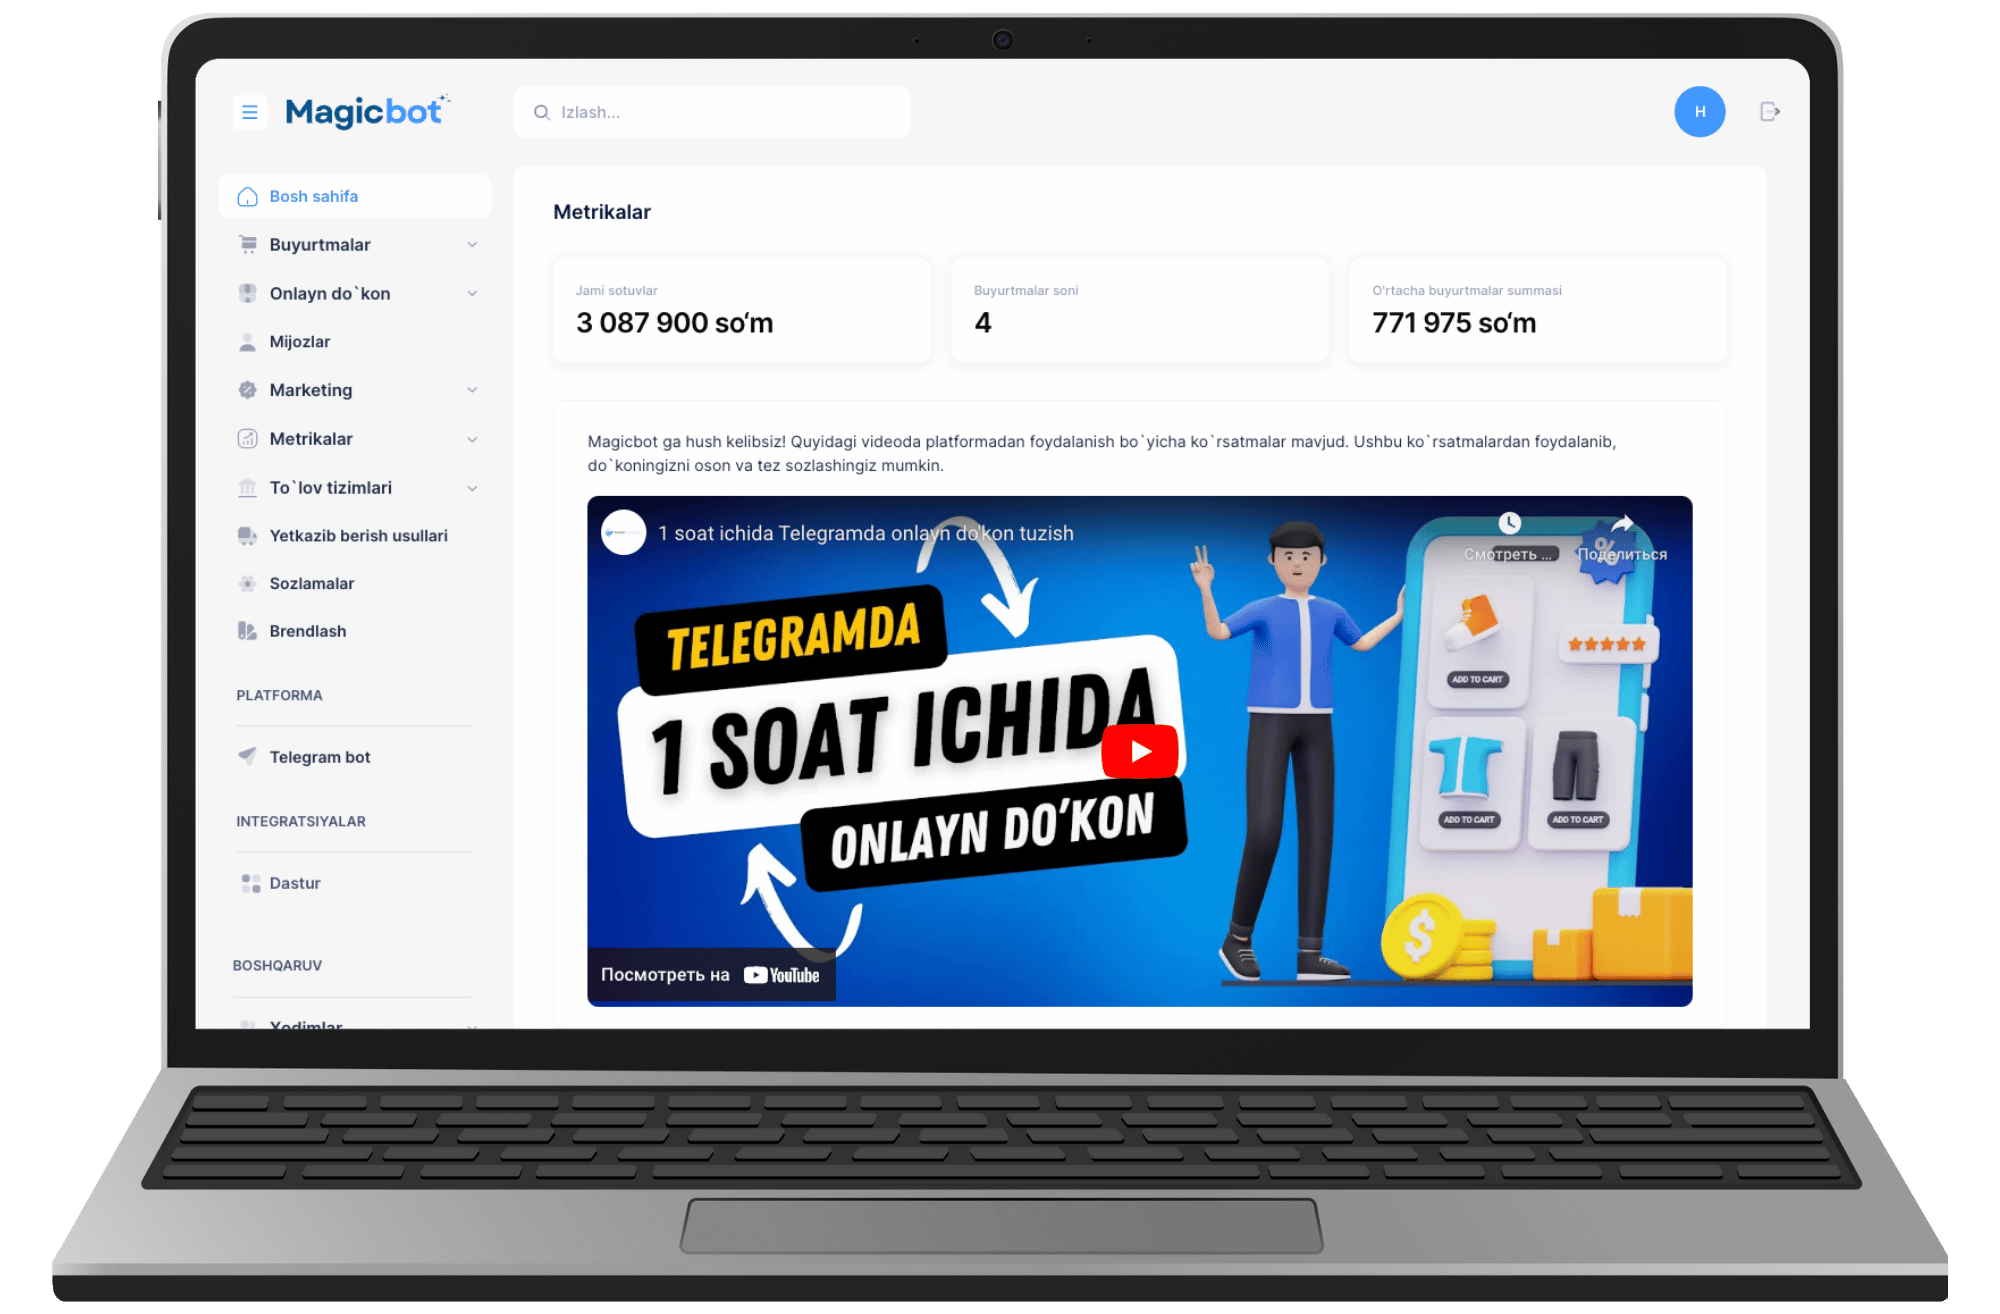 Magicbot
Izlash...
H
Bosh sahifa
Buyurtmalar
Onlayn do`kon
Mijozlar
Marketing
Metrikalar
To`lov tizimlari
Yetkazib berish usullari
Sozlamalar
Brendlash
PLATFORMA
Telegram bot
INTEGRATSIYALAR
Dastur
BOSHQARUV
Xodimlar
Metrikalar
Jami sotuvlar
3 087 900 so‘m
Buyurtmalar soni
4
O'rtacha buyurtmalar summasi
771 975 so‘m
Magicbot ga hush kelibsiz! Quyidagi videoda platformadan foydalanish bo`yicha ko`rsatmalar mavjud. Ushbu ko`rsatmalardan foydalanib,
do`koningizni oson va tez sozlashingiz mumkin.
1 soat ichida Telegramda onlayn do'kon tuzish
Смотреть ...
Поделиться
%
TELEGRAMDA
1 SOAT ICHIDA
ONLAYN DO’KON
ADD TO CART
ADD TO CART
ADD TO CART
$
Посмотреть на YouTube